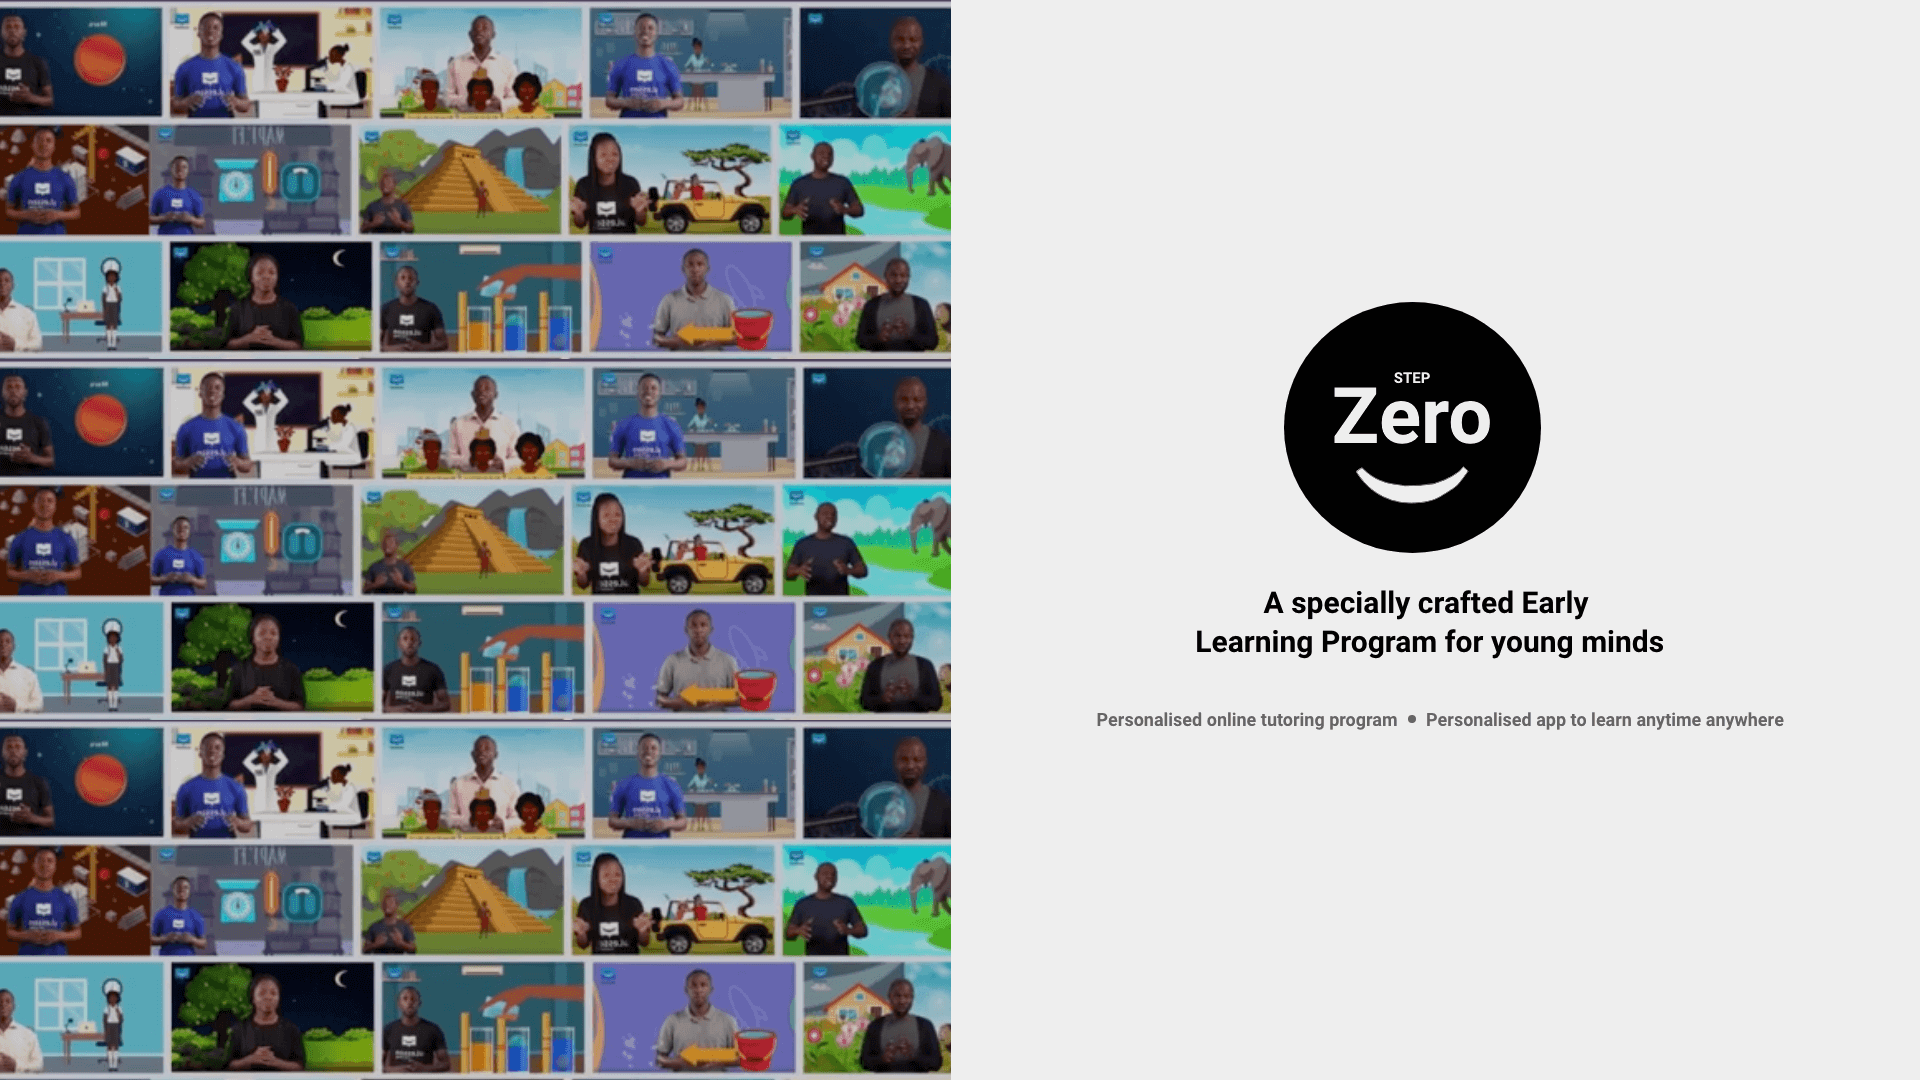 STEP
Zero
A specially crafted Early
Learning Program for young minds
Personalised online tutoring program • Personalised app to learn anytime anywhere